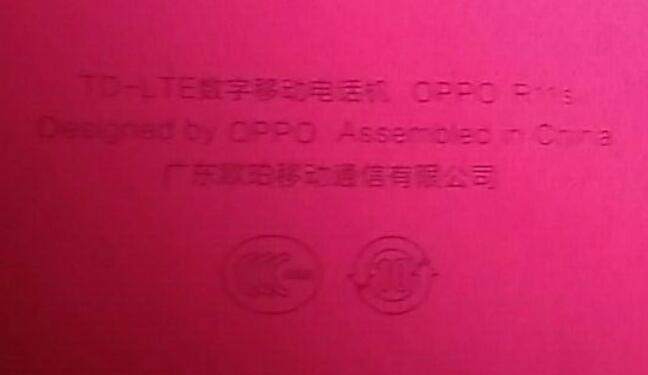 TD-LTE数字移动电话机 OPPO R11s
Designed by OPPO Assembled in China
广东欧珀移动通信有限公司